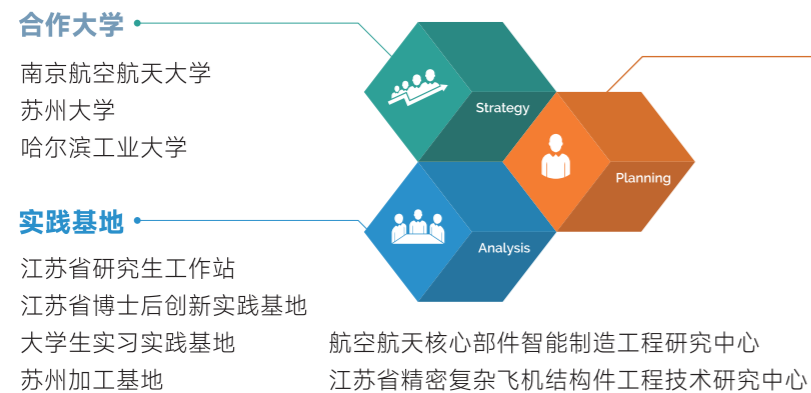 合作大学
南京航空航天大学
苏州大学
哈尔滨工业大学
Strategy
Planning
Analysis
实践基地
江苏省研究生工作站
江苏省博士后创新实践基地
大学生实习实践基地
苏州加工基地
航空航天核心部件智能制造工程研究中心
江苏省精密复杂飞机结构件工程技术研究中心